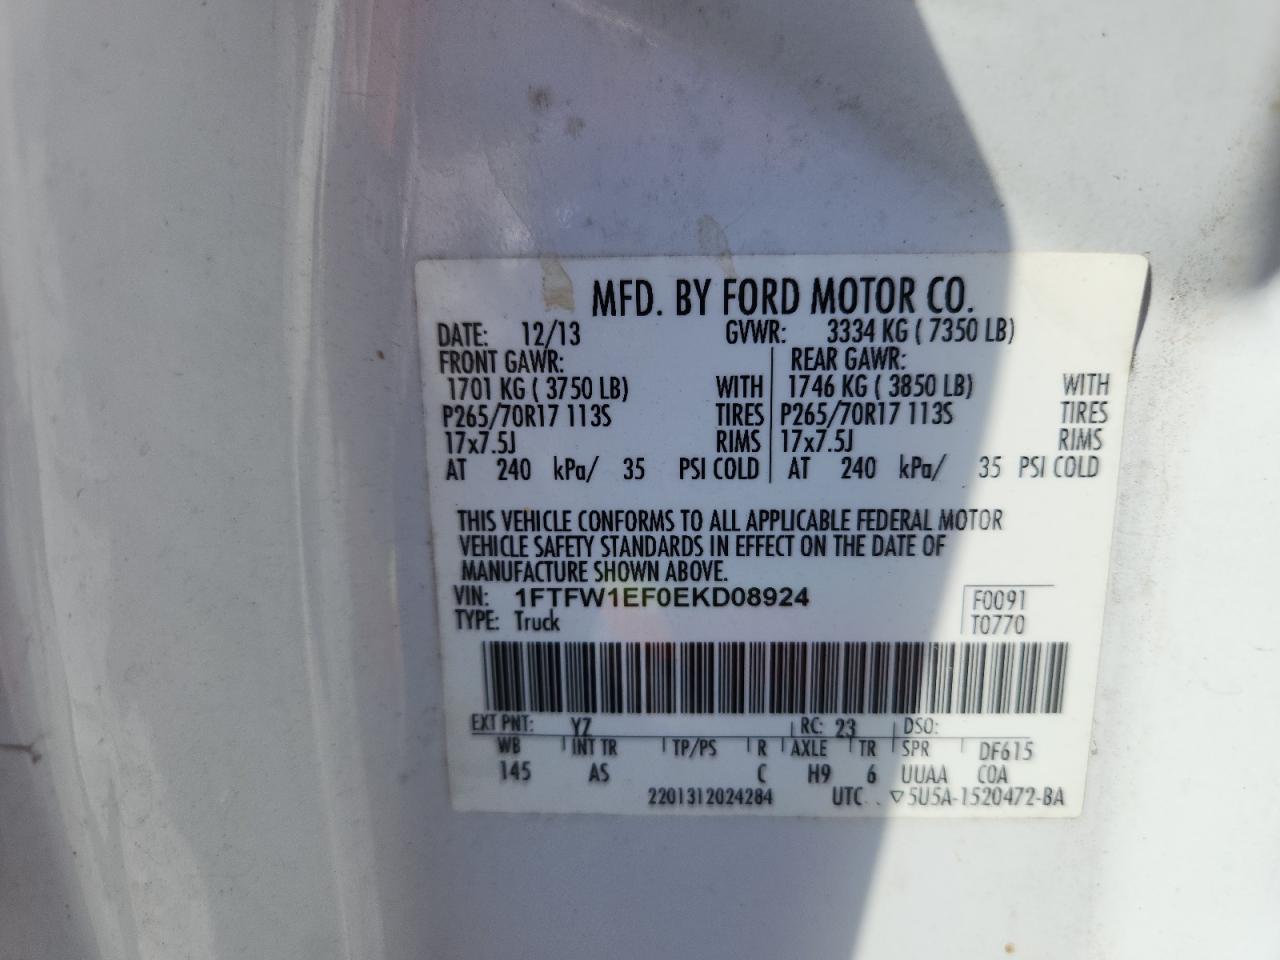 MFD. BY FORD MOTOR CO.
DATE: 12/13 GVWR: 3334 KG ( 7350 LB)
FRONT GAWR: REAR GAWR:
1701 KG ( 3750 LB) WITH 1746 KG ( 3850 LB) WITH
P265/70R17 113S TIRES P265/70R17 113S TIRES
17x7.5J RIMS 17x7.5J RIMS
AT 240 kPa/ 35 PSI COLD AT 240 kPa/ 35 PSI COLD
THIS VEHICLE CONFORMS TO ALL APPLICABLE FEDERAL MOTOR
VEHICLE SAFETY STANDARDS IN EFFECT ON THE DATE OF
MANUFACTURE SHOWN ABOVE.
VIN: 1FTFW1EF0EKD08924 F0091
TYPE: Truck T0770
EXT PNT: YZ RC: 23 DSO:
WB INT TR TP/PS R AXLE TR SPR DF615
145 AS C H9 6 UUAA COA
2201312024284 UTC . . ▽5U5A-1520472-BA